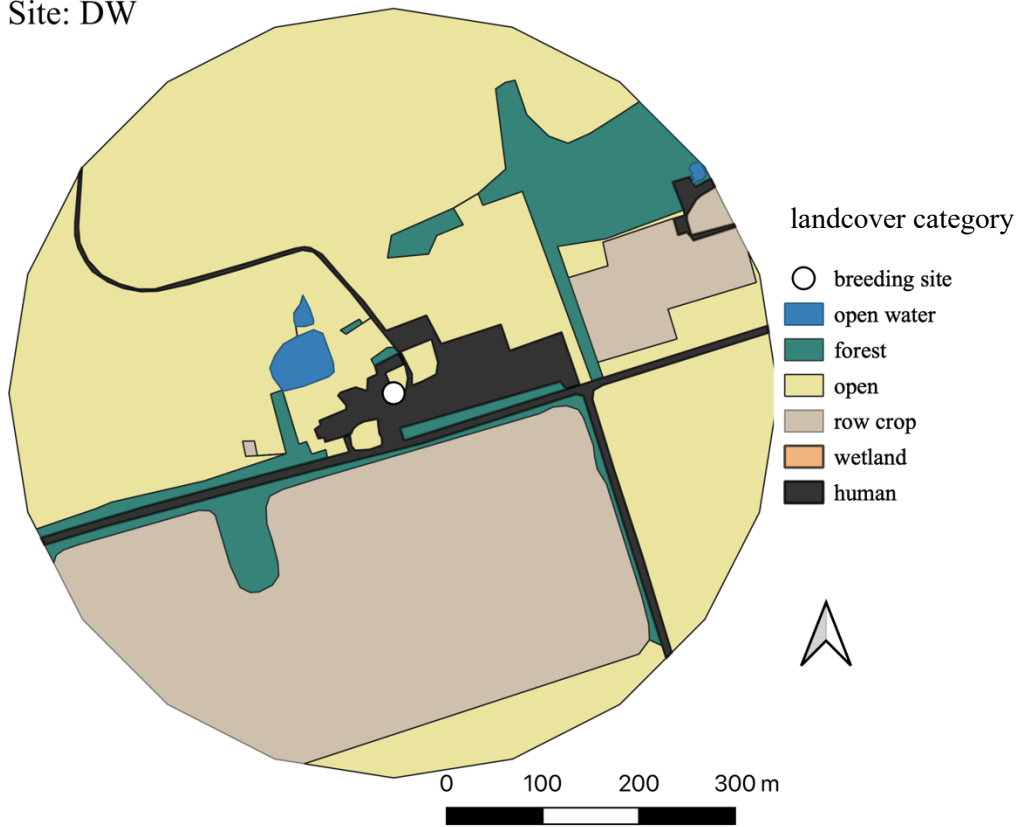 Site: DW
landcover category
breeding site
open water
forest
open
row crop
wetland
human
0 100 200 300 m